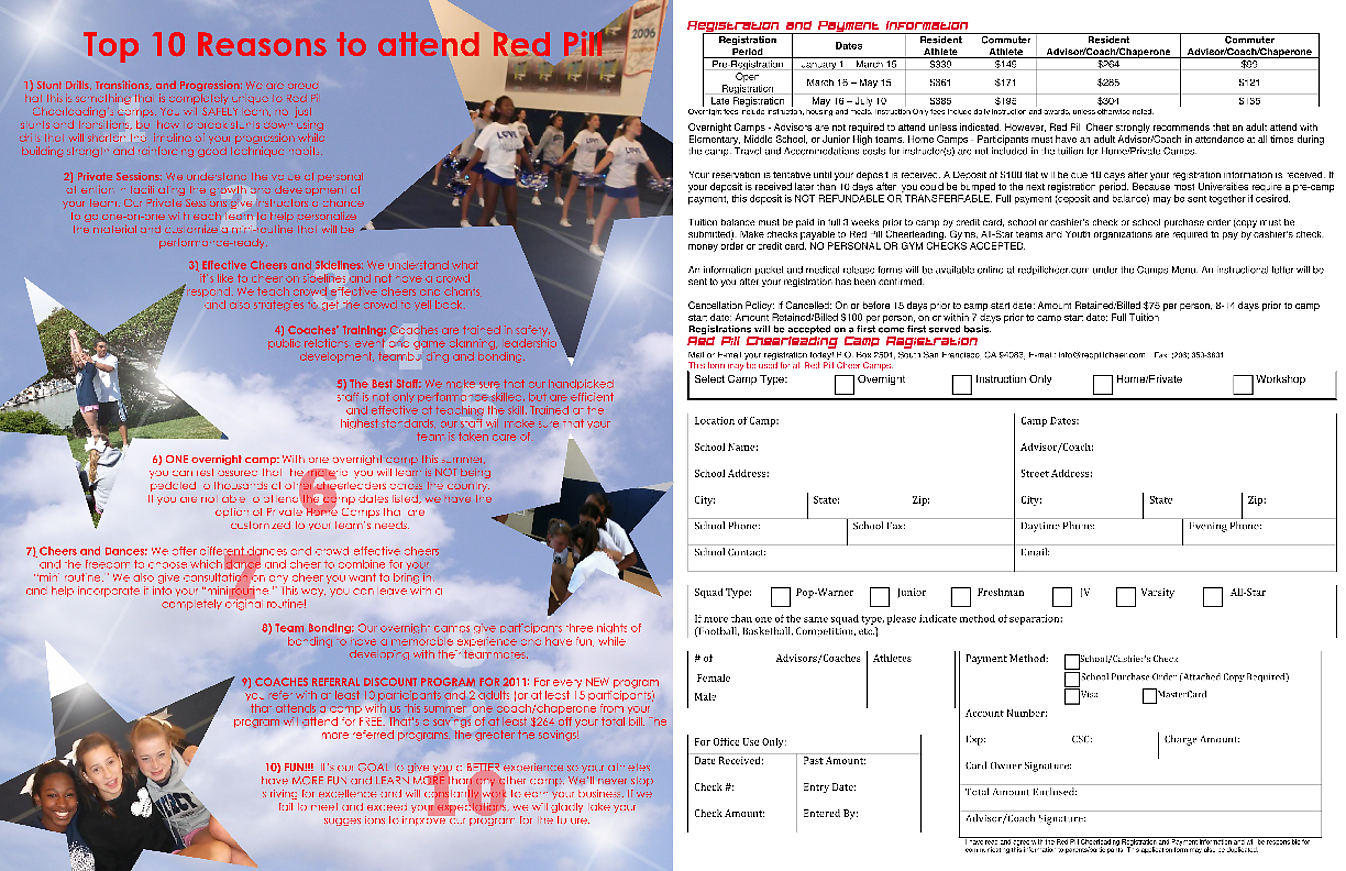 Top 10 Reasons to attend Red Pill
1) Stunt Drills, Transitions, and Progression: We are proud
that this is something that is completely unique to Red Pill
Cheerleading's camps. You will SAFELY learn, not just
stunts and transitions, but how to break stunts down using
drills that will shorten the timeline of your progression while
building strength and reinforcing good technique habits.
2) Private Sessions: We understand the value of personal
attention in facilitating the growth and development of
your team. Our Private Sessions give instructors a chance
to go one-on-one with each team to help personalize
the material and customize a mini-routine that will be
performance-ready.
3) Effective Cheers and Sidelines: We understand what
it's like to cheer on sidelines and not have a crowd
respond. We teach crowd effective cheers and chants,
and also strategies to get the crowd to yell back.
4) Coaches' Training: Coaches are trained in safety,
public relations, event and game planning, leadership
development, teambuilding and bonding.
5) The Best Staff: We make sure that our handpicked
staff is not only performance skilled, but are efficient
and effective at teaching the skill. Trained at the
highest standards, our staff will make sure that your
team is taken care of.
6) ONE overnight camp: With one overnight camp this summer,
you can rest assured that the material you will learn is NOT being
peddled to thousands of other cheerleaders across the country.
If you are not able to attend the camp dates listed, we have the
option of Private Home Camps that are
customized to your team's needs.
7) Cheers and Dances: We offer different dances and crowd effective cheers
and the freedom to choose which dance and cheer to combine for your
"mini routine." We also give consultation on any cheer you want to bring in,
and help incorporate it into your "mini routine." This way, you can leave with a
completely original routine!
8) Team Bonding: Our overnight camps give participants three nights of
bonding to have a memorable experience and have fun, while
developing with their teammates.
9) COACHES REFERRAL DISCOUNT PROGRAM FOR 2011: For every NEW program
you refer with at least 10 participants and 2 adults (or at least 15 participants)
that attends a camp with us this summer, one coach/chaperone from your
program will attend for FREE. That's a savings of at least $264 off your total bill. The
more referred programs, the greater the savings!
10) FUN!!! It's our GOAL to give you a BETTER experience so your athletes
have MORE FUN and LEARN MORE than any other camp. We'll never stop
striving for excellence and will constantly work to earn your business. If we
fail to meet and exceed your expectations, we will gladly take your
suggestions to improve our program for the future.
2006
6
7
10
Registration and Payment Information
Registration Period Dates Resident Athlete Commuter Athlete Resident Advisor/Coach/Chaperone Commuter Advisor/Coach/Chaperone
Pre-Registration January 1 – March 15 $339 $149 $264 $99
Open Registration March 16 – May 15 $361 $171 $285 $121
Late Registration May 16 – July 10 $385 $195 $304 $135
Overnight fees include instruction, housing and meals. Instruction Only fees include daily instruction and awards, unless otherwise noted.
Overnight Camps - Advisors are not required to attend unless indicated. However, Red Pill Cheer strongly recommends that an adult attend with
Elementary, Middle School, or Junior High teams. Home Camps - Participants must have an adult Advisor/Coach in attendance at all times during
the camp. Travel and Accommodations costs for instructor(s) are not included in the tuition for Home/Private Camps.
Your reservation is tentative until your deposit is received. A Deposit of $100 flat will be due 10 days after your registration information is received. If
your deposit is received later than 10 days after, you could be bumped to the next registration period. Because most Universities require a pre-camp
payment, this deposit is NOT REFUNDABLE OR TRANSFERRABLE. Full payment (deposit and balance) may be sent together if desired.
Tuition balance must be paid in full 3 weeks prior to camp by credit card, school or cashier's check or school purchase order (copy must be
submitted). Make checks payable to Red Pill Cheerleading. Gyms, All-Star teams and Youth organizations are required to pay by cashier's check,
money order or credit card. NO PERSONAL OR GYM CHECKS ACCEPTED.
An information packet and medical release forms will be available online at redpillcheer.com under the Camps Menu. An instructional letter will be
sent to you after your registration has been confirmed.
Cancellation Policy: If Cancelled: On or before 15 days prior to camp start date: Amount Retained/Billed $75 per person, 8-14 days prior to camp
start date: Amount Retained/Billed $100 per person, on or within 7 days prior to camp start date: Full Tuition
Registrations will be accepted on a first come first served basis.
Red Pill Cheerleading Camp Registration
Mail or E-mail your registration today! P.O. Box 2501, South San Francisco, CA 94083, E-mail: info@redpillcheer.com Fax:
This form may be used for all Red Pill Cheer Camps.
Select Camp Type: Overnight Instruction Only Home/Private Workshop
Location of Camp: Camp Dates:
School Name: Advisor/Coach:
School Address: Street Address:
City: State: Zip: City: State Zip:
School Phone: School Fax: Daytime Phone: Evening Phone:
School Contact: Email:
Squad Type: Pop-Warner Junior Freshman JV Varsity All-Star
If more than one of the same squad type, please indicate method of separation:
(Football, Basketball, Competition, etc.)
# of Advisors/Coaches Athletes
Female
Male
Payment Method: School/Cashier's Check
School Purchase Order (Attached Copy Required)
Visa MasterCard
Account Number:
Exp: CSC: Charge Amount:
Card Owner Signature:
Total Amount Enclosed:
Advisor/Coach Signature:
For Office Use Only:
Date Received: Past Amount:
Check #: Entry Date:
Check Amount: Entered By:
I have read and agree with the Red Pill Cheerleading Registration and Payment Information and will be responsible for
communicating this information to parents/participants. This application form may also be duplicated.